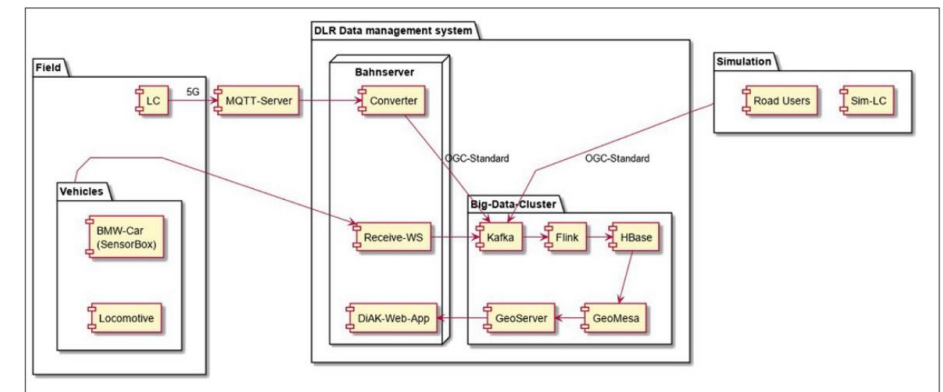 DLR Data management system
Field
Bahnserver
Simulation
LC
5G
MQTT-Server
Converter
Road Users
Sim-LC
OGC-Standard
OGC-Standard
Vehicles
Big-Data-Cluster
BMW-Car
(SensorBox)
Receive-WS
Kafka
Flink
HBase
Locomotive
DiAK-Web-App
GeoServer
GeoMesa